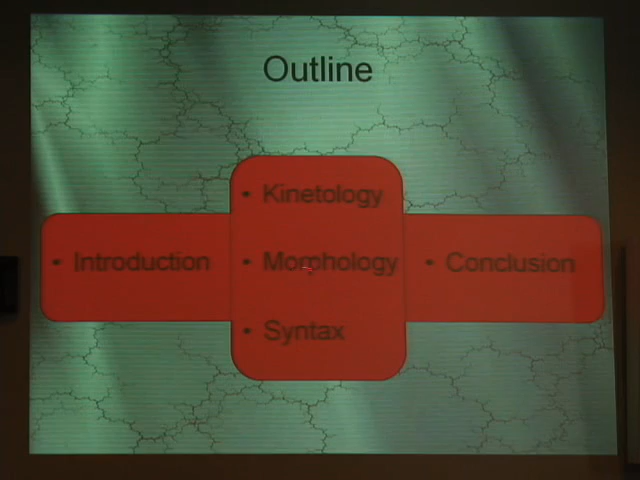 Outline
• Introduction
• Kinetology
• Morphology
• Syntax
• Conclusion